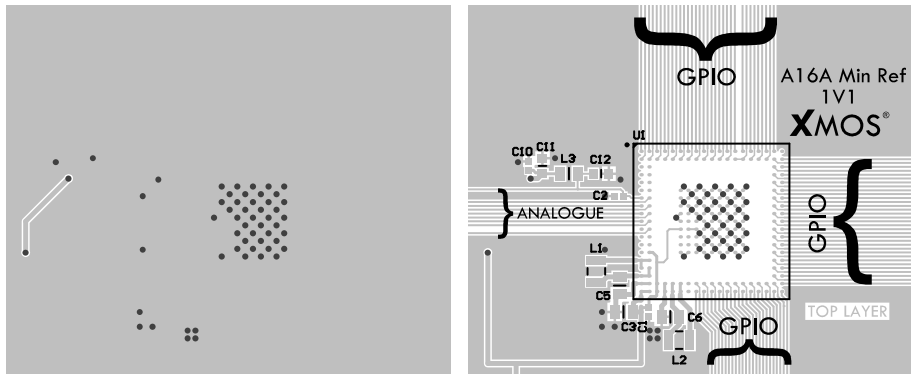 GPIO
A16A Min Ref
1V1
XMOS®
U1
C10
C11
L3
C12
C2
ANALOGUE
GPIO
L1
C5
C3
C1
C6
L2
GPIO
TOP LAYER